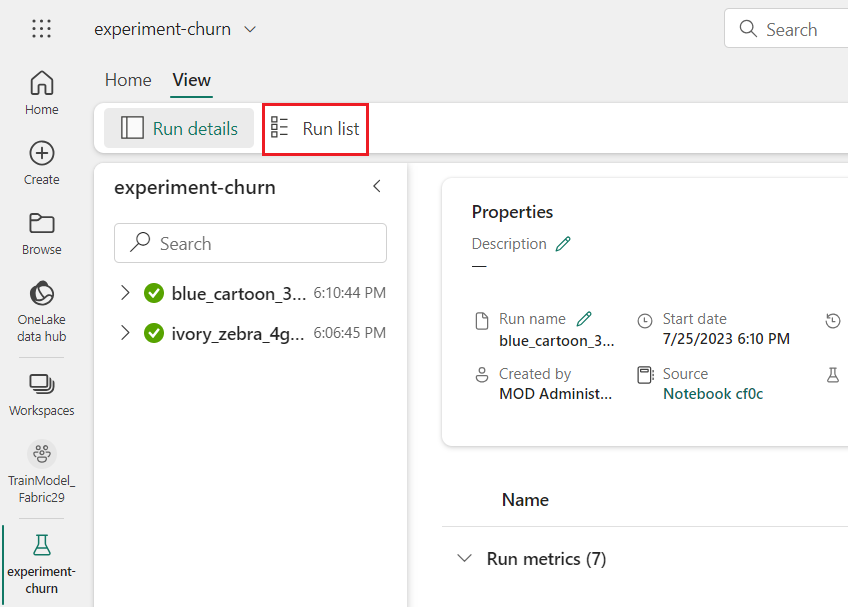 experiment-churn
Search
Home
View
Home
Run details
Run list
Create
experiment-churn
Search
Browse
blue_cartoon_3... 6:10:44 PM
ivory_zebra_4g... 6:06:45 PM
OneLake
data hub
Workspaces
TrainModel_
Fabric29
experiment-
churn
Properties
Description
—
Run name
blue_cartoon_3...
Start date
7/25/2023 6:10 PM
Created by
MOD Administ...
Source
Notebook cf0c
Name
Run metrics (7)